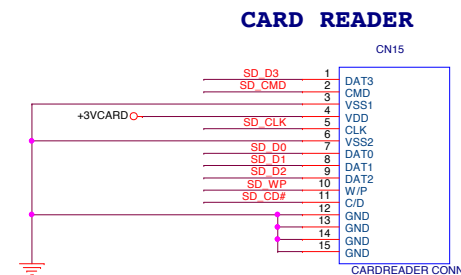 CARD READER
CN15
SD_D3 1 DAT3
SD_CMD 2 CMD
3 VSS1
+3VCARD 4 VDD
SD_CLK 5 CLK
6 VSS2
SD_D0 7 DAT0
SD_D1 8 DAT1
SD_D2 9 DAT2
SD_WP 10 W/P
SD_CD# 11 C/D
12 GND
13 GND
14 GND
15 GND
CARDREADER CONN